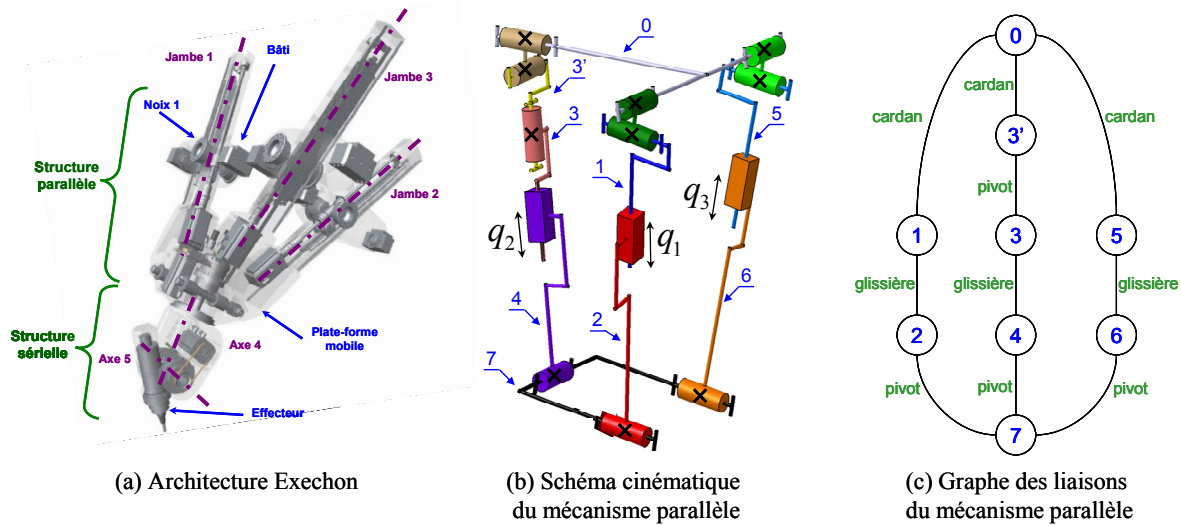 Jambe 1
Bâti
Jambe 3
Noix 1
Structure
parallèle
Jambe 2
Structure
sérielle
Axe 5
Axe 4
Plate-forme
mobile
Effecteur
(a) Architecture Exechon
0
3'
3
5
1
q3
q2
q1
4
6
2
7
(b) Schéma cinématique
du mécanisme parallèle
0
cardan
cardan
cardan
3'
pivot
1
3
5
glissière
glissière
glissière
2
4
6
pivot
pivot
pivot
7
(c) Graphe des liaisons
du mécanisme parallèle